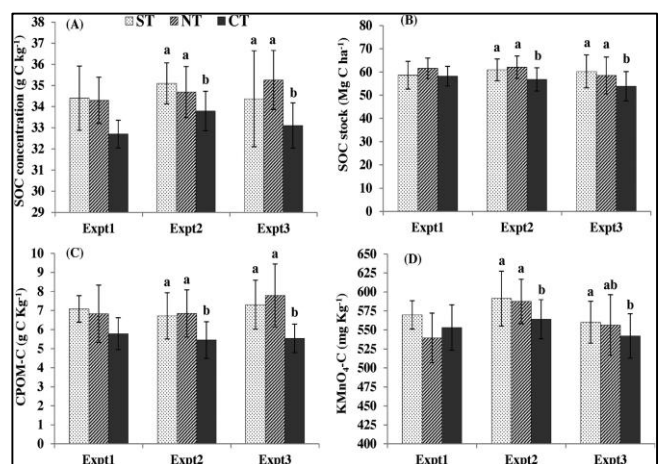 (A) ST NT CT
SOC concentration (g C kg⁻¹)
38
37
36
35
34
33
32
31
30
29
a a b
a a b
Expt1 Expt2 Expt3
(B)
SOC stock (Mg C ha⁻¹)
80
70
60
50
40
30
20
10
0
a a b
a a b
Expt1 Expt2 Expt3
(C)
CPOM-C (g C Kg⁻¹)
10
9
8
7
6
5
4
3
2
1
0
a a b
a a b
Expt1 Expt2 Expt3
(D)
KMnO₄-C (mg Kg⁻¹)
650
625
600
575
550
525
500
475
450
425
400
a a b
a ab b
Expt1 Expt2 Expt3